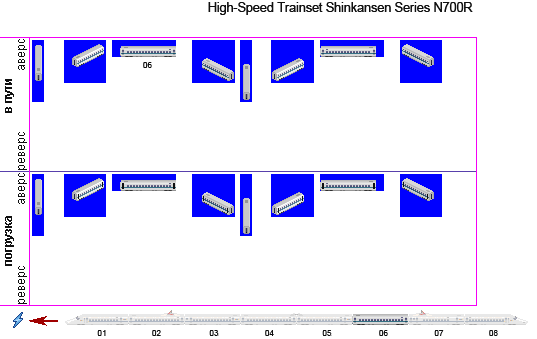 High-Speed Trainset Shinkansen Series N700R
аверс
06
в пути
реверс
аверс
погрузка
реверс
01 02 03 04 05 06 07 08